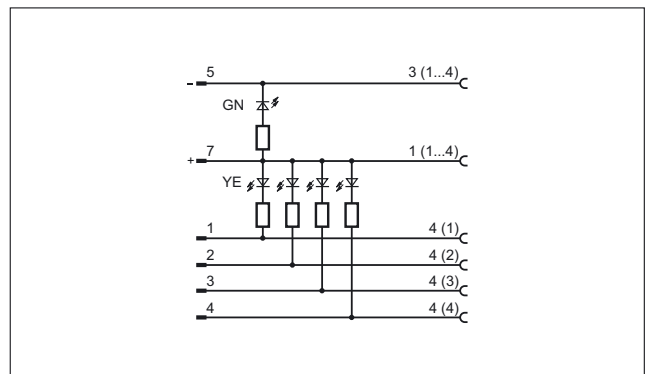 – 5 3 (1...4)
GN
+ 7 1 (1...4)
YE
1 4 (1)
2 4 (2)
3 4 (3)
4 4 (4)